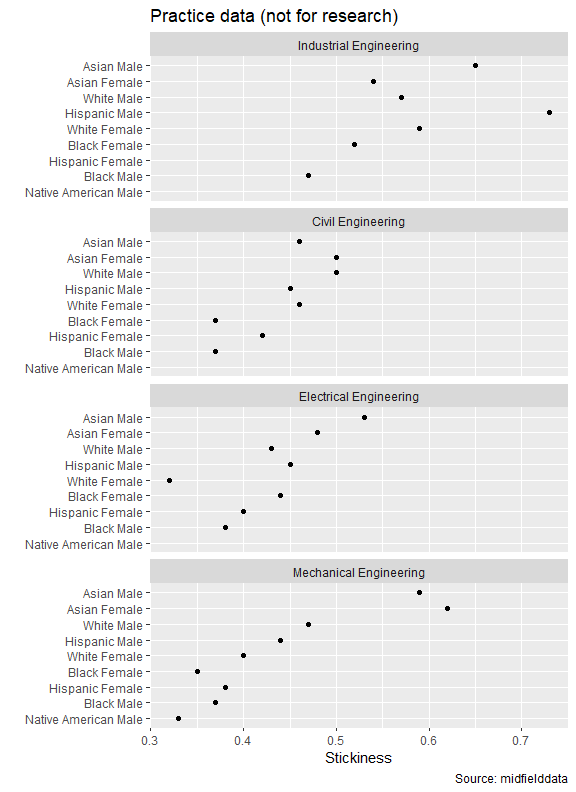 Practice data (not for research)
Industrial Engineering
Asian Male
Asian Female
White Male
Hispanic Male
White Female
Black Female
Hispanic Female
Black Male
Native American Male
Civil Engineering
Asian Male
Asian Female
White Male
Hispanic Male
White Female
Black Female
Hispanic Female
Black Male
Native American Male
Electrical Engineering
Asian Male
Asian Female
White Male
Hispanic Male
White Female
Black Female
Hispanic Female
Black Male
Native American Male
Mechanical Engineering
Asian Male
Asian Female
White Male
Hispanic Male
White Female
Black Female
Hispanic Female
Black Male
Native American Male
0.3 0.4 0.5 0.6 0.7
Stickiness
Source: midfielddata